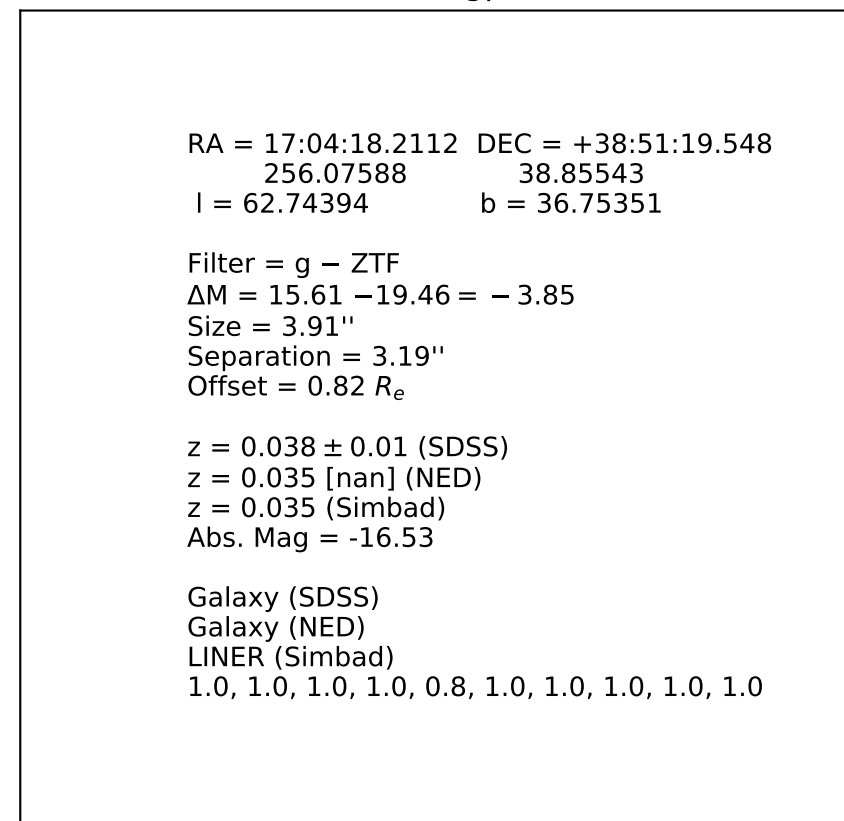 RA = 17:04:18.2112  DEC = +38:51:19.548
256.07588  38.85543
l = 62.74394  b = 36.75351
Filter = g − ZTF
ΔM = 15.61 −19.46 = − 3.85
Size = 3.91''
Separation = 3.19''
Offset = 0.82 Rₑ
z = 0.038 ± 0.01 (SDSS)
z = 0.035 [nan] (NED)
z = 0.035 (Simbad)
Abs. Mag = -16.53
Galaxy (SDSS)
Galaxy (NED)
LINER (Simbad)
1.0, 1.0, 1.0, 1.0, 0.8, 1.0, 1.0, 1.0, 1.0, 1.0